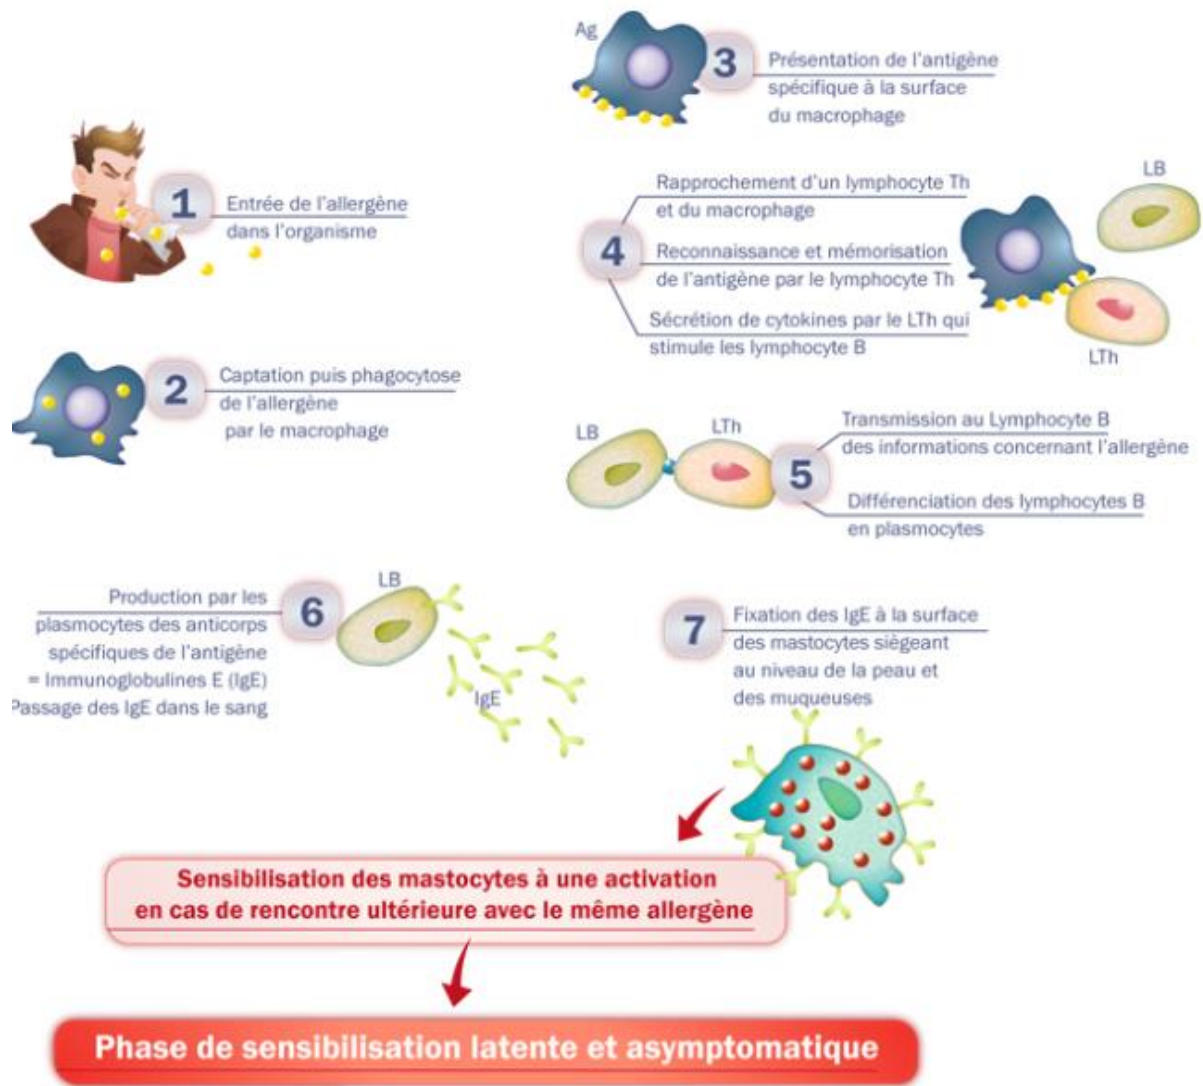 1
Entrée de l'allergène
dans l'organisme
2
Captation puis phagocytose
de l'allergène
par le macrophage
Ag
3
Présentation de l'antigène
spécifique à la surface
du macrophage
4
Rapprochement d'un lymphocyte Th
et du macrophage
Reconnaissance et mémorisation
de l'antigène par le lymphocyte Th
Sécrétion de cytokines par le LTh qui
stimule les lymphocyte B
LB
LTh
LB
LTh
5
Transmission au Lymphocyte B
des informations concernant l'allergène
Différenciation des lymphocytes B
en plasmocytes
Production par les
plasmocytes des anticorps
spécifiques de l'antigène
= Immunoglobulines E (IgE)
Passage des IgE dans le sang
6
LB
IgE
7
Fixation des IgE à la surface
des mastocytes siégeant
au niveau de la peau et
des muqueuses
Sensibilisation des mastocytes à une activation
en cas de rencontre ultérieure avec le même allergène
Phase de sensibilisation latente et asymptomatique